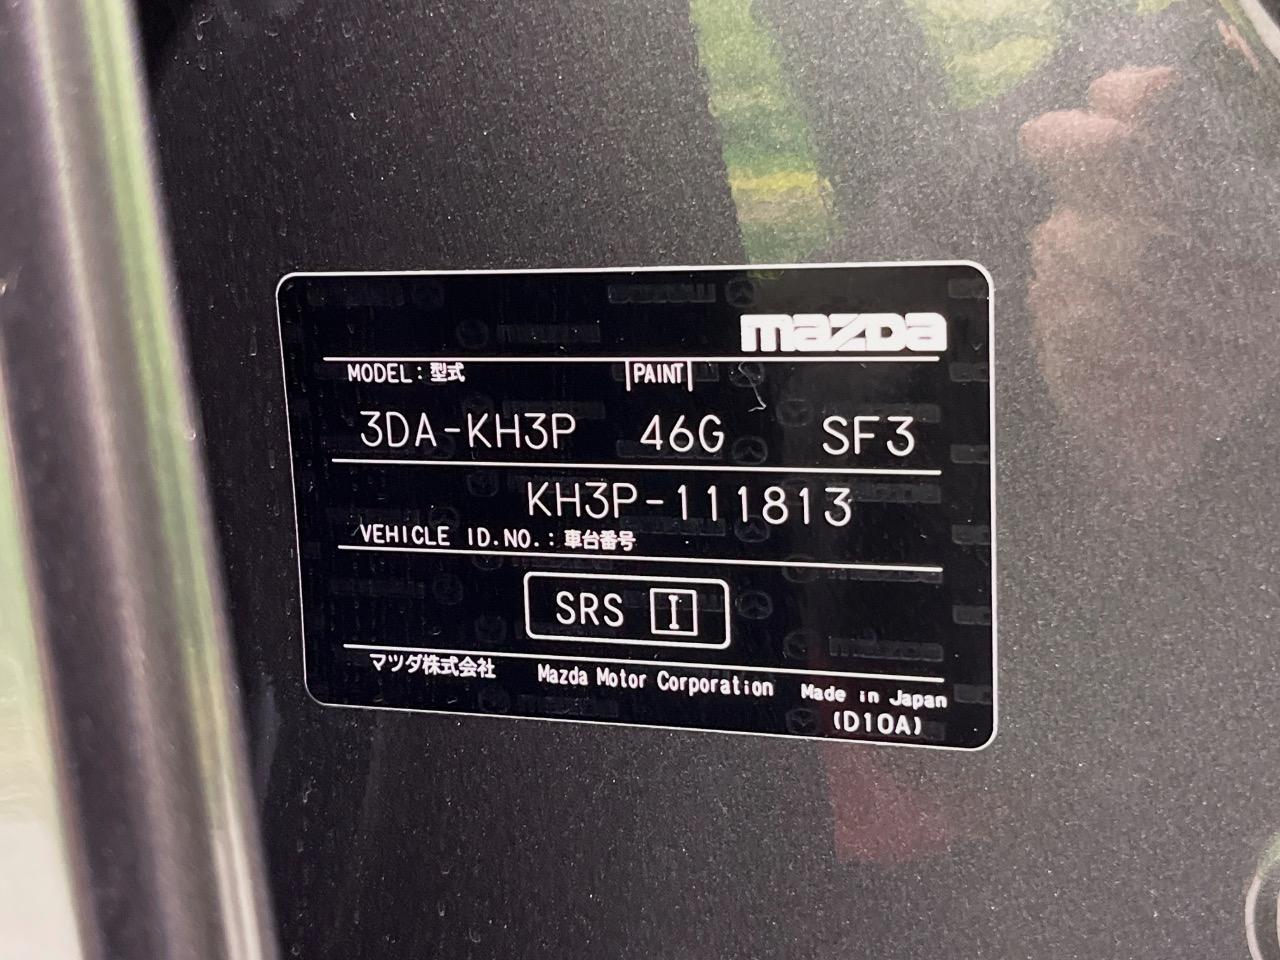 mazda
MODEL : 型式 PAINT
3DA-KH3P 46G SF3
KH3P-111813
VEHICLE ID.NO. : 車台番号
SRS I
マツダ株式会社 Mazda Motor Corporation Made in Japan
(D10A)